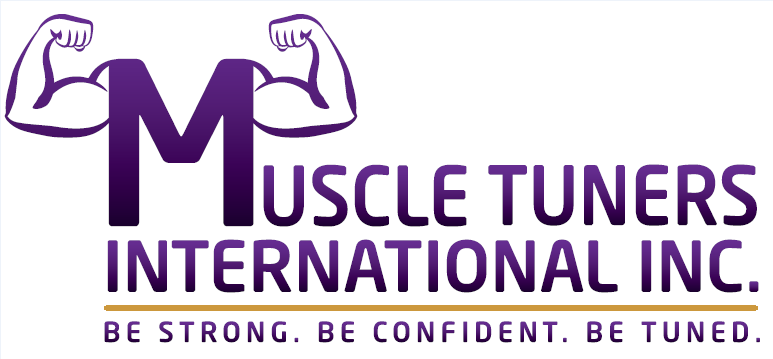 MUSCLE TUNERS
INTERNATIONAL INC.
BE STRONG. BE CONFIDENT. BE TUNED.